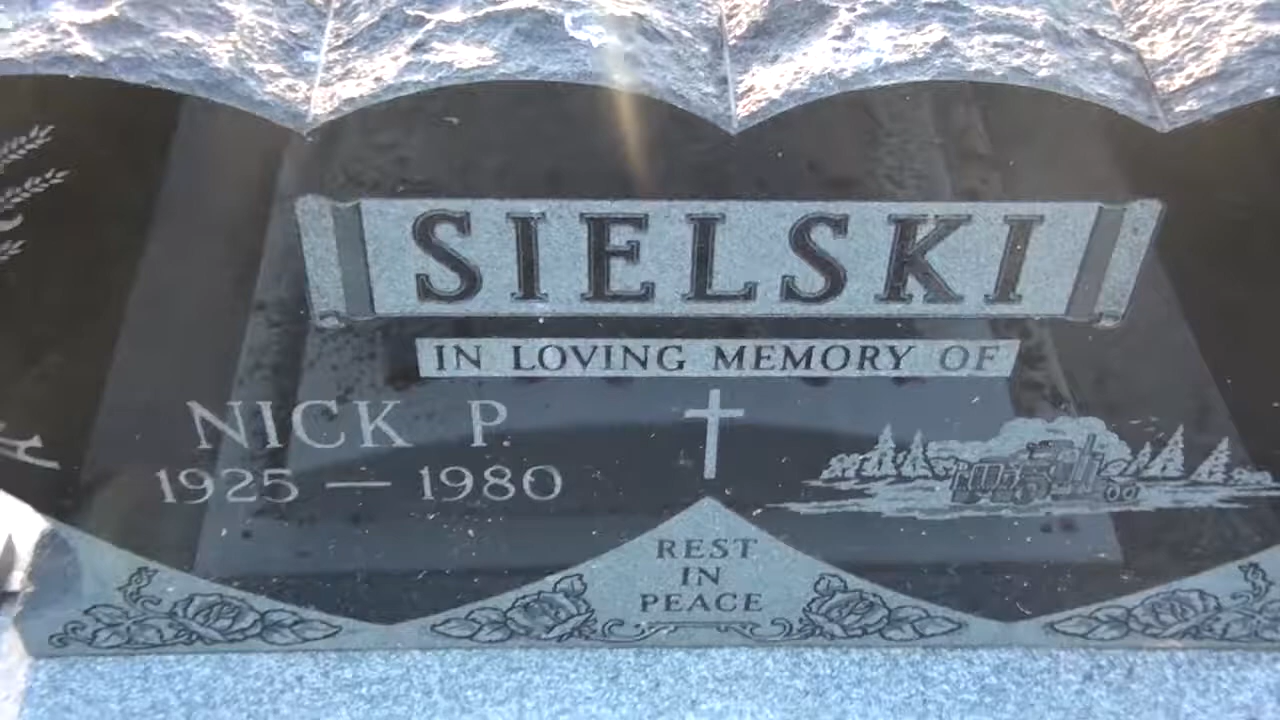 SIELSKI
IN LOVING MEMORY OF
NICK P.
1925 — 1980
REST
IN
PEACE